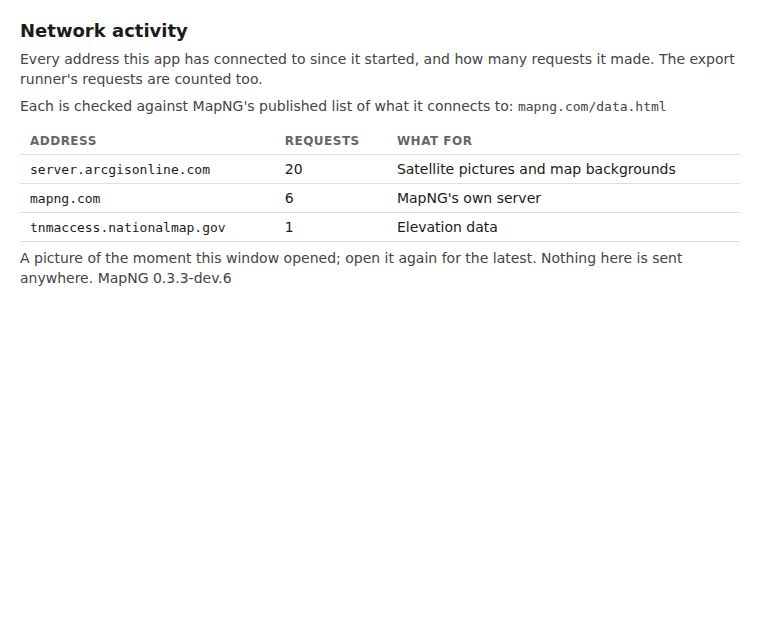 Network activity
Every address this app has connected to since it started, and how many requests it made. The export
runner's requests are counted too.
Each is checked against MapNG's published list of what it connects to: mapng.com/data.html
ADDRESS REQUESTS WHAT FOR
server.arcgisonline.com 20 Satellite pictures and map backgrounds
mapng.com 6 MapNG's own server
tnmaccess.nationalmap.gov 1 Elevation data
A picture of the moment this window opened; open it again for the latest. Nothing here is sent
anywhere. MapNG 0.3.3-dev.6